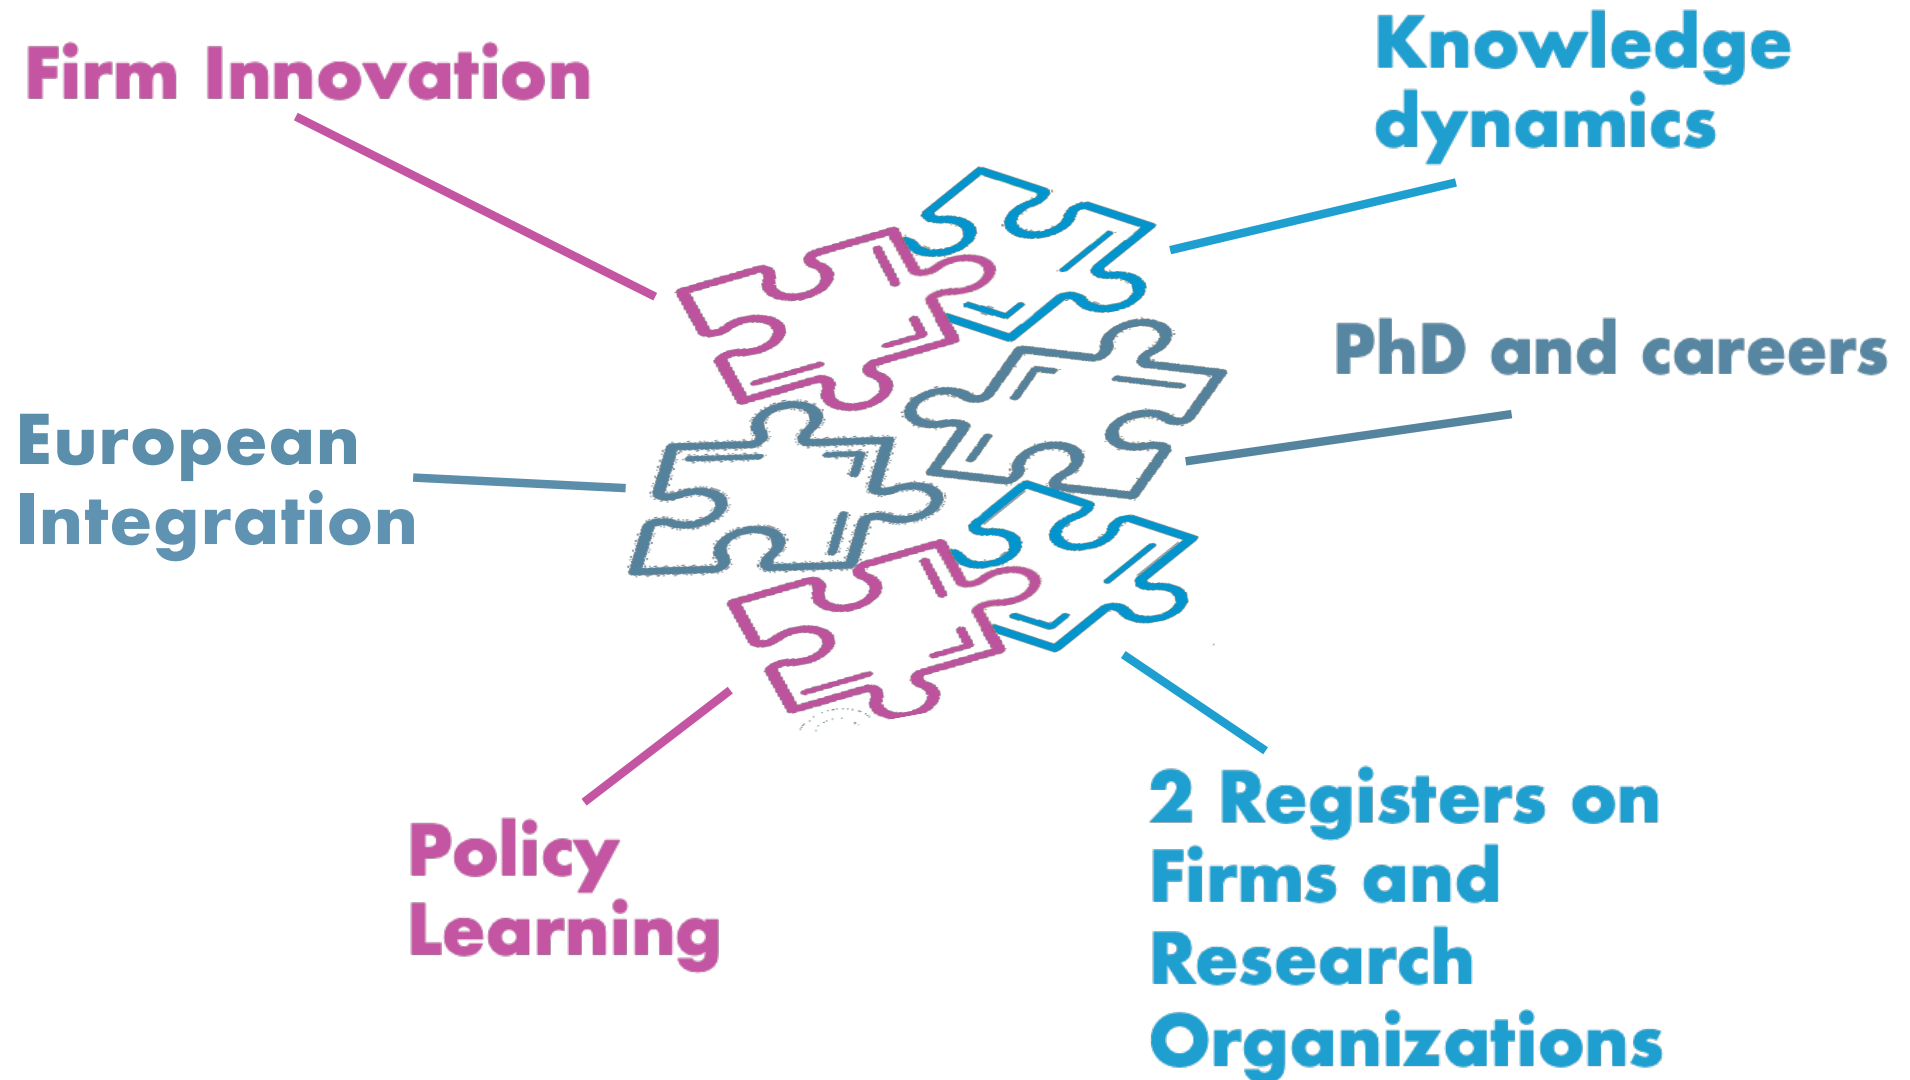 Firm Innovation
Knowledge
dynamics
PhD and careers
European
Integration
Policy
Learning
2 Registers on
Firms and
Research
Organizations